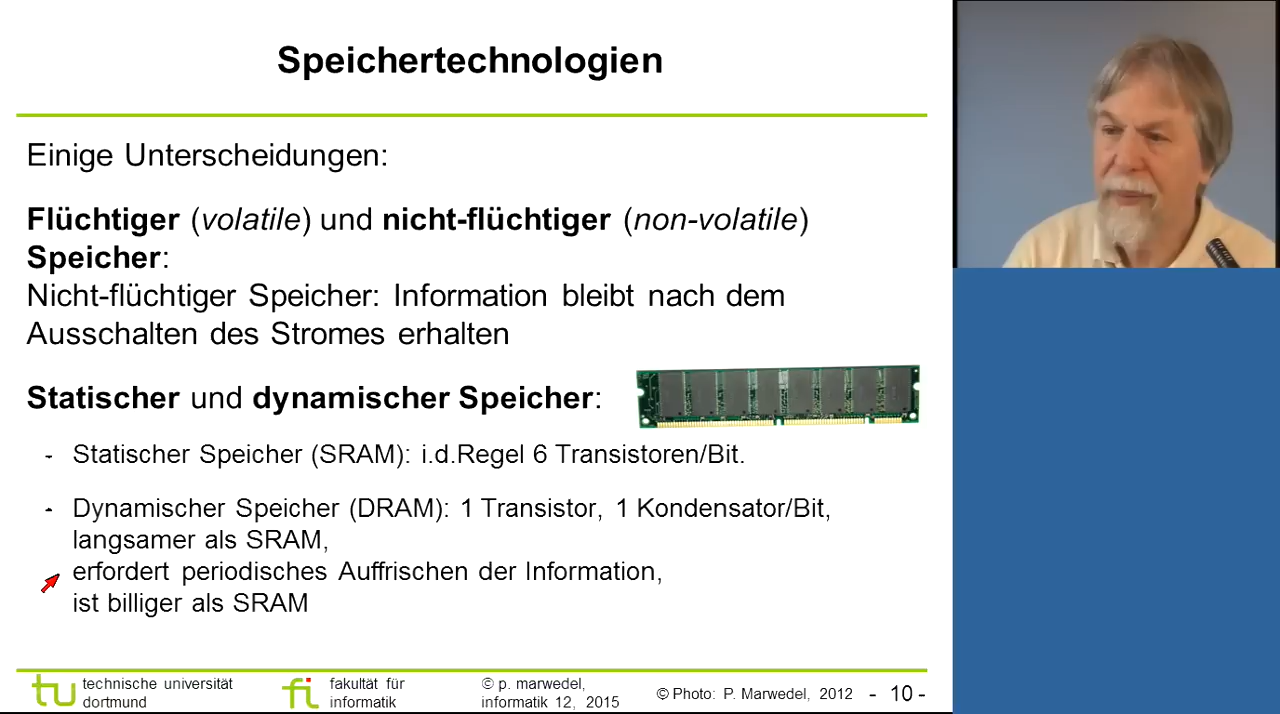 Speichertechnologien
Einige Unterscheidungen:
Flüchtiger (volatile) und nicht-flüchtiger (non-volatile)
Speicher:
Nicht-flüchtiger Speicher: Information bleibt nach dem
Ausschalten des Stromes erhalten
Statischer und dynamischer Speicher:
- Statischer Speicher (SRAM): i.d.Regel 6 Transistoren/Bit.
- Dynamischer Speicher (DRAM): 1 Transistor, 1 Kondensator/Bit,
langsamer als SRAM,
erfordert periodisches Auffrischen der Information,
ist billiger als SRAM
tu technische universität
dortmund
fi fakultät für
informatik
© p. marwedel,
informatik 12, 2015
© Photo: P. Marwedel, 2012
- 10 -